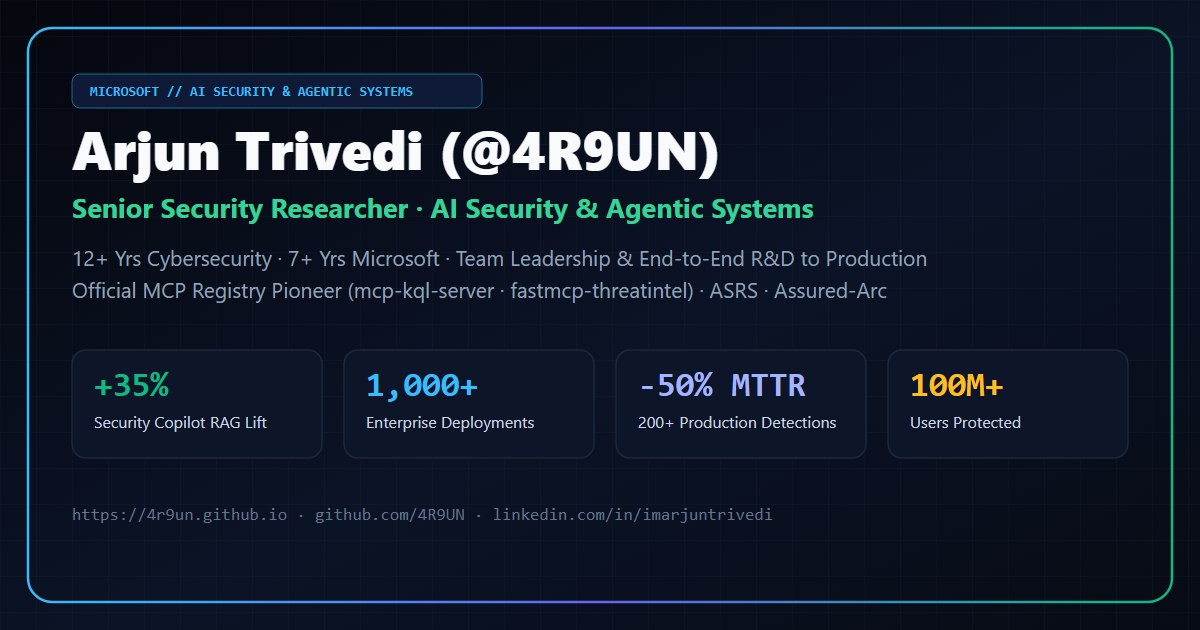 MICROSOFT // AI SECURITY & AGENTIC SYSTEMS
Arjun Trivedi (@4R9UN)
Senior Security Researcher · AI Security & Agentic Systems
12+ Yrs Cybersecurity · 7+ Yrs Microsoft · Team Leadership & End-to-End R&D to Production
Official MCP Registry Pioneer (mcp-kql-server · fastmcp-threatintel) · ASRS · Assured-Arc
+35%
Security Copilot RAG Lift
1,000+
Enterprise Deployments
-50% MTTR
200+ Production Detections
100M+
Users Protected
https://4r9un.github.io · github.com/4R9UN · linkedin.com/in/imarjuntrivedi